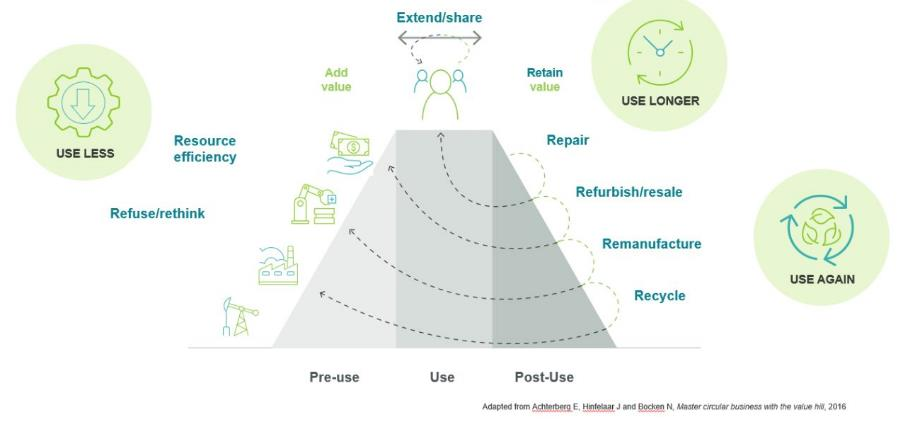 Extend/share
Add
value
Retain
value
USE LESS
USE LONGER
Resource
efficiency
Repair
Refurbish/resale
Refuse/rethink
Remanufacture
USE AGAIN
Recycle
Pre-use
Use
Post-Use
Adapted from Achterberg E, Hinfelaar J and Bocken N, Master circular business with the value hill, 2016